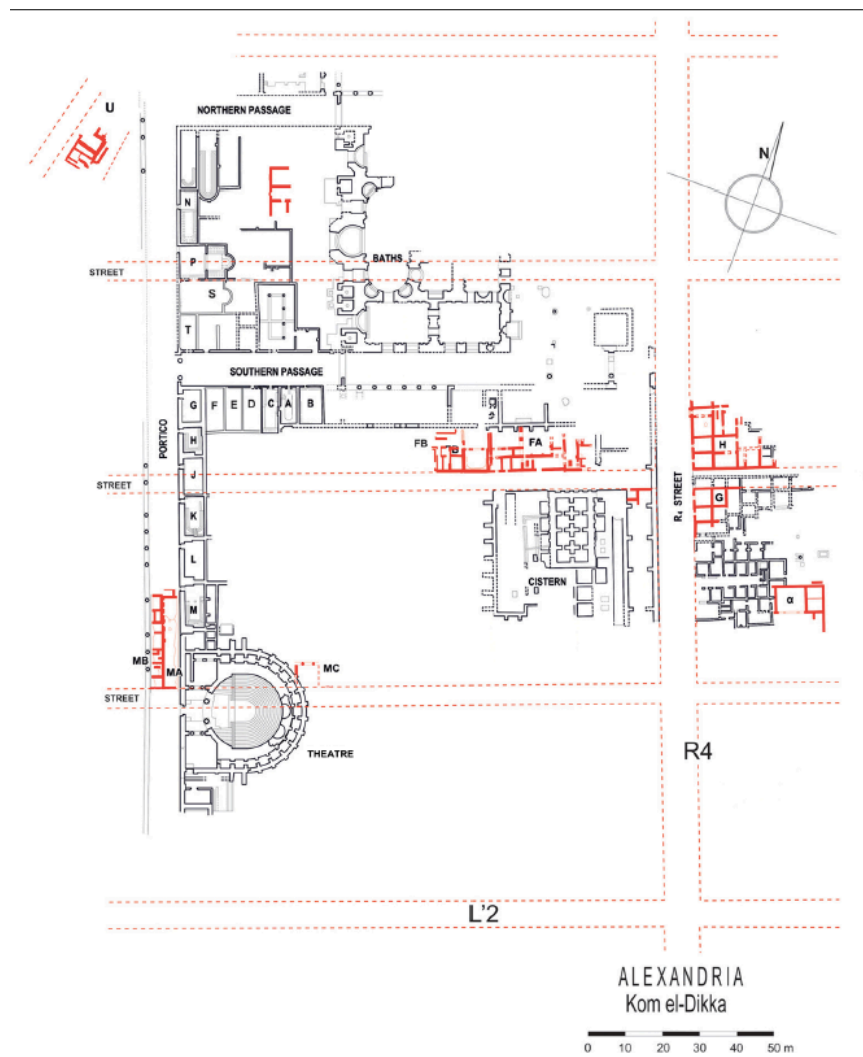 U
NORTHERN PASSAGE
N
N
P
BATHS
STREET
S
T
SOUTHERN PASSAGE
G
F
E
D
C
A
B
PORTICO
H
FB
B
FA
H
J
STREET
R4 STREET
G
K
L
CISTERN
M
α
MB
MA
MC
STREET
THEATRE
R4
L'2
ALEXANDRIA
Kom el-Dikka
0 10 20 30 40 50 m